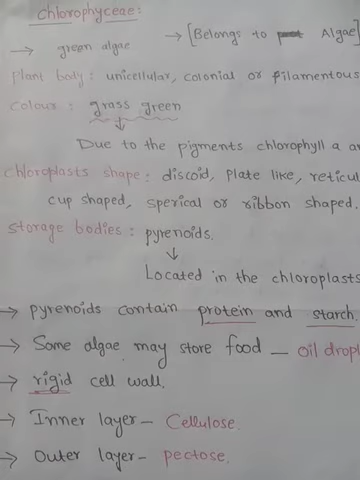 Chlorophyceae:
→ green algae → [Belongs to Algae]
Plant body: unicellular, colonial or filamentous
colour: grass green
↓
Due to the pigments chlorophyll a an
chloroplasts shape: discoid, plate like, reticul
cup shaped, sperical or ribbon shaped.
storage bodies: pyrenoids.
↓
Located in the chloroplasts
→ pyrenoids contain protein and starch.
→ Some algae may store food - oil dropl
→ rigid cell wall.
→ Inner layer - Cellulose.
→ Outer layer - pectose.